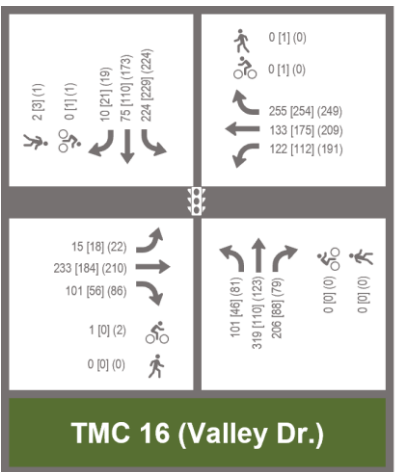 2 [3] (1)
0 [1] (1)
10 [21] (19)
75 [110] (173)
224 [229] (224)
0 [1] (0)
0 [1] (0)
255 [254] (249)
133 [175] (209)
122 [112] (191)
15 [18] (22)
233 [184] (210)
101 [56] (86)
1 [0] (2)
0 [0] (0)
101 [46] (81)
319 [110] (123)
206 [88] (79)
0 [0] (0)
0 [0] (0)
TMC 16 (Valley Dr.)